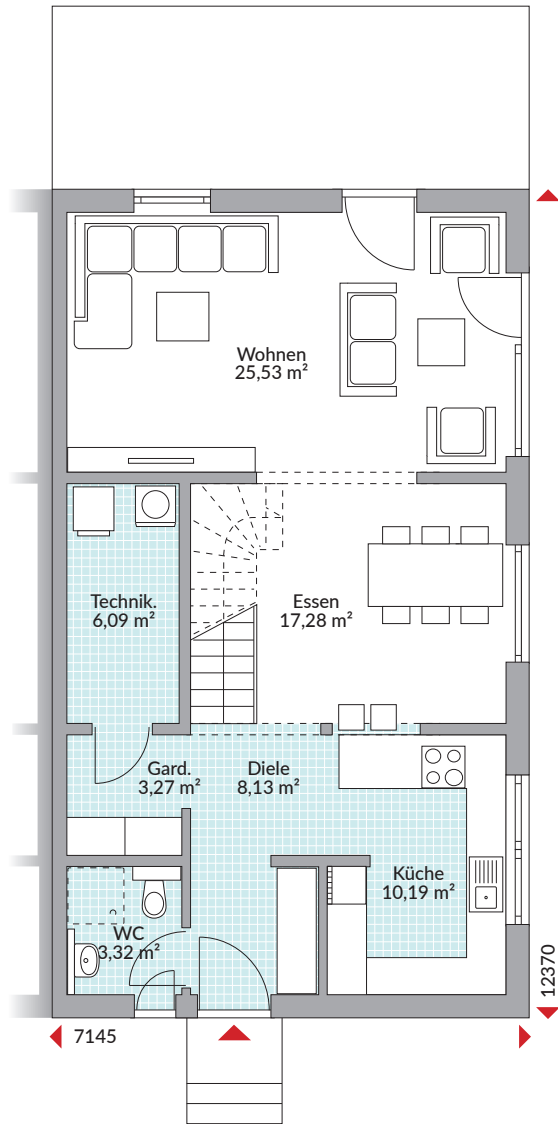 Wohnen
25,53 m²
Technik.
6,09 m²
Essen
17,28 m²
Gard.
3,27 m²
Diele
8,13 m²
Küche
10,19 m²
WC
3,32 m²
12370
7145